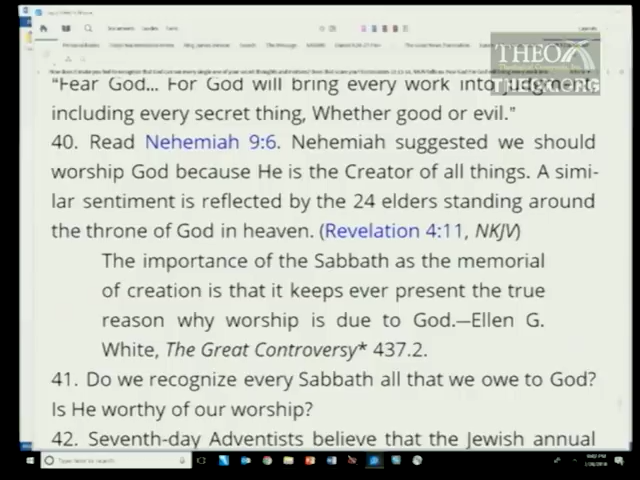 THEO
THEOX.ORG
"Fear God... For God will bring every work into
including every secret thing, Whether good or evil."
40. Read Nehemiah 9:6. Nehemiah suggested we should
worship God because He is the Creator of all things. A simi-
lar sentiment is reflected by the 24 elders standing around
the throne of God in heaven. (Revelation 4:11, NKJV)
The importance of the Sabbath as the memorial
of creation is that it keeps ever present the true
reason why worship is due to God.—Ellen G.
White, The Great Controversy* 437.2.
41. Do we recognize every Sabbath all that we owe to God?
Is He worthy of our worship?
42. Seventh-day Adventists believe that the Jewish annual